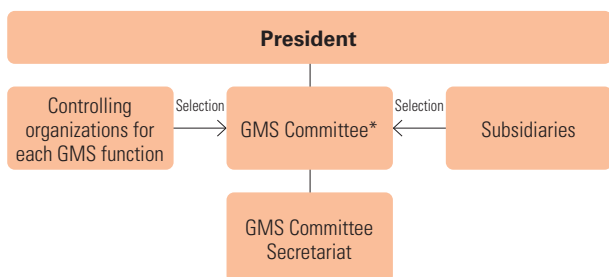 President
Controlling
organizations for
each GMS function
Selection
GMS Committee*
Selection
Subsidiaries
GMS Committee
Secretariat